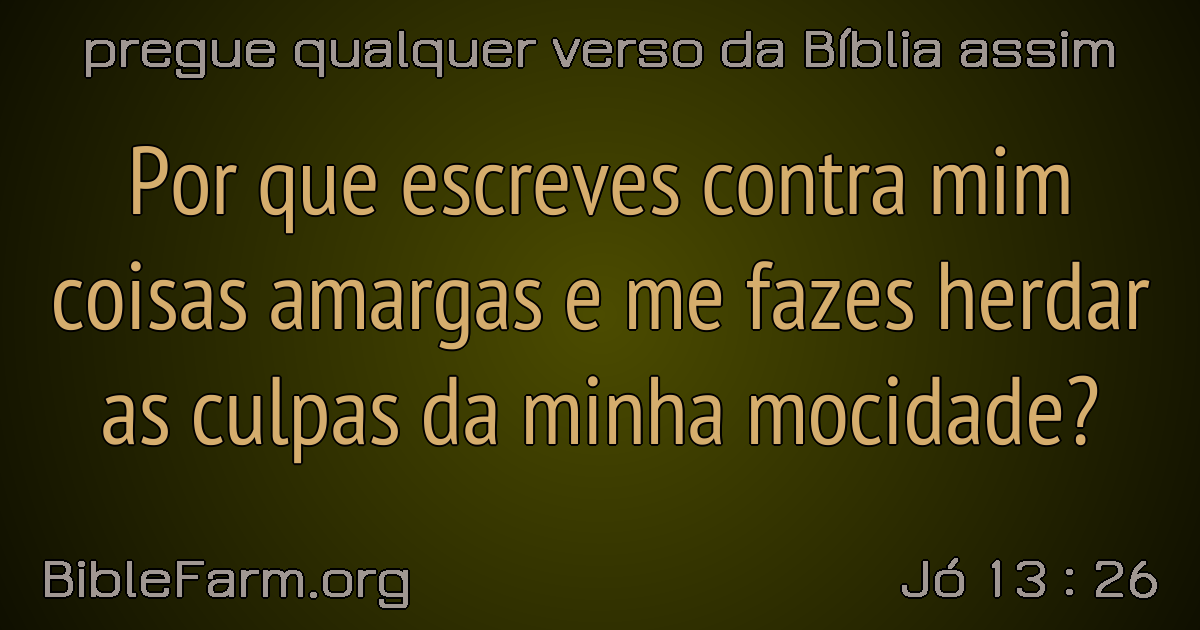 pregue qualquer verso da Bíblia assim
Por que escreves contra mim
coisas amargas e me fazes herdar
as culpas da minha mocidade?
BibleFarm.org
Jó 13 : 26